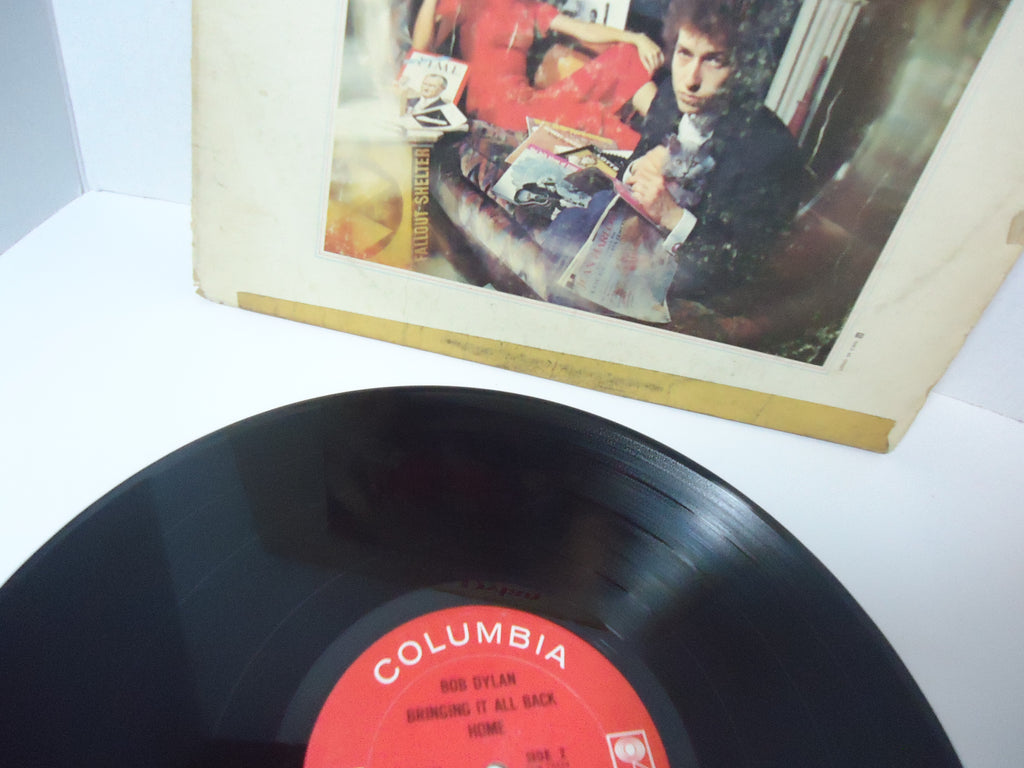 TIME
FALLOUT-SHELTER
COLUMBIA
BOB DYLAN
BRINGING IT ALL BACK
HOME
SIDE 2